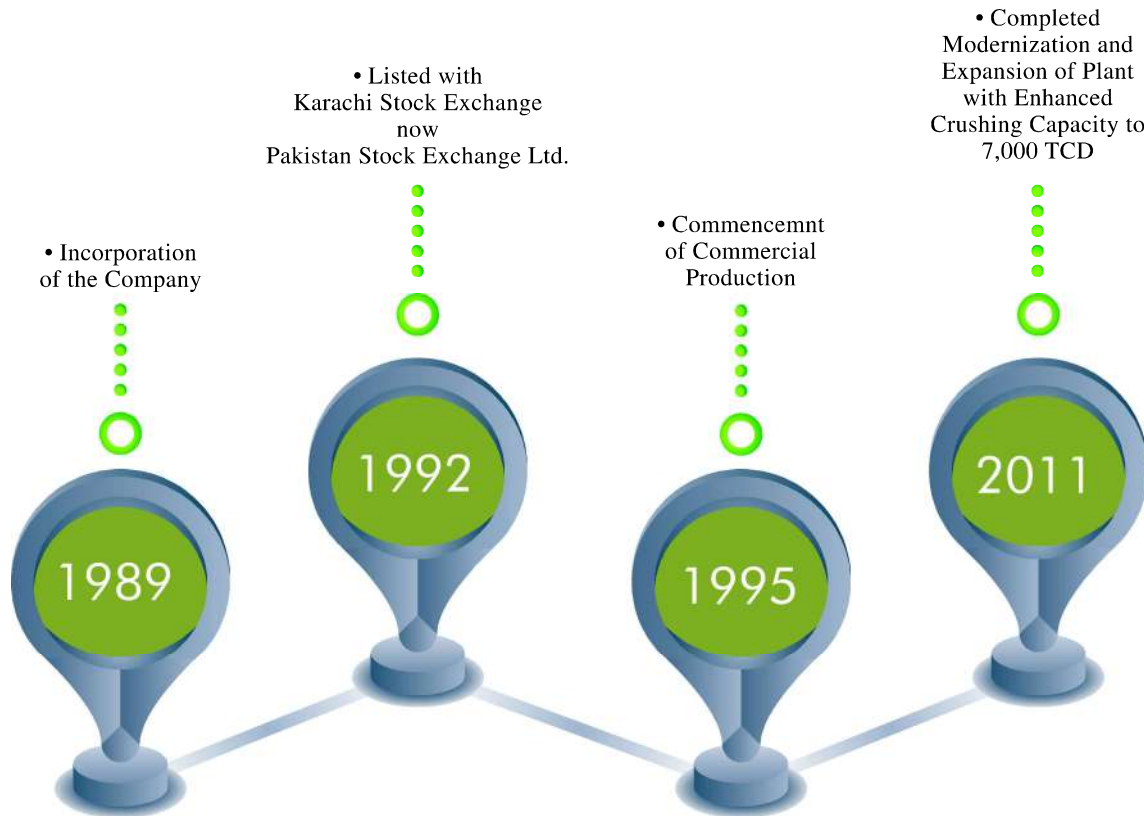 • Incorporation
of the Company
1989
• Listed with
Karachi Stock Exchange
now
Pakistan Stock Exchange Ltd.
1992
• Commencemnt
of Commercial
Production
1995
• Completed
Modernization and
Expansion of Plant
with Enhanced
Crushing Capacity to
7,000 TCD
2011